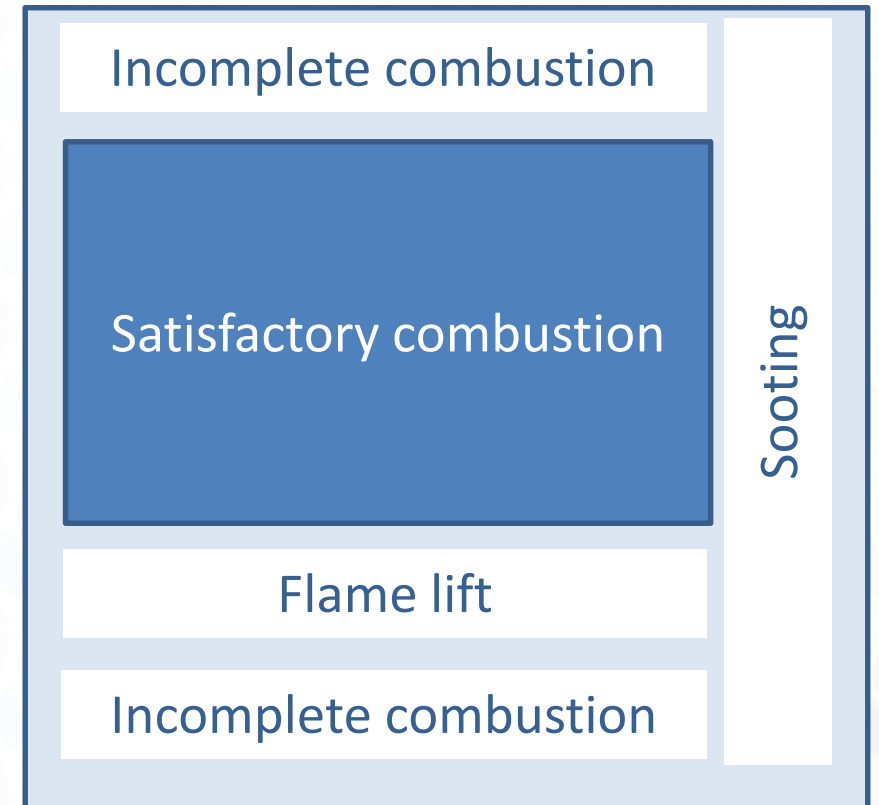 Incomplete combustion
Satisfactory combustion
Sooting
Flame lift
Incomplete combustion